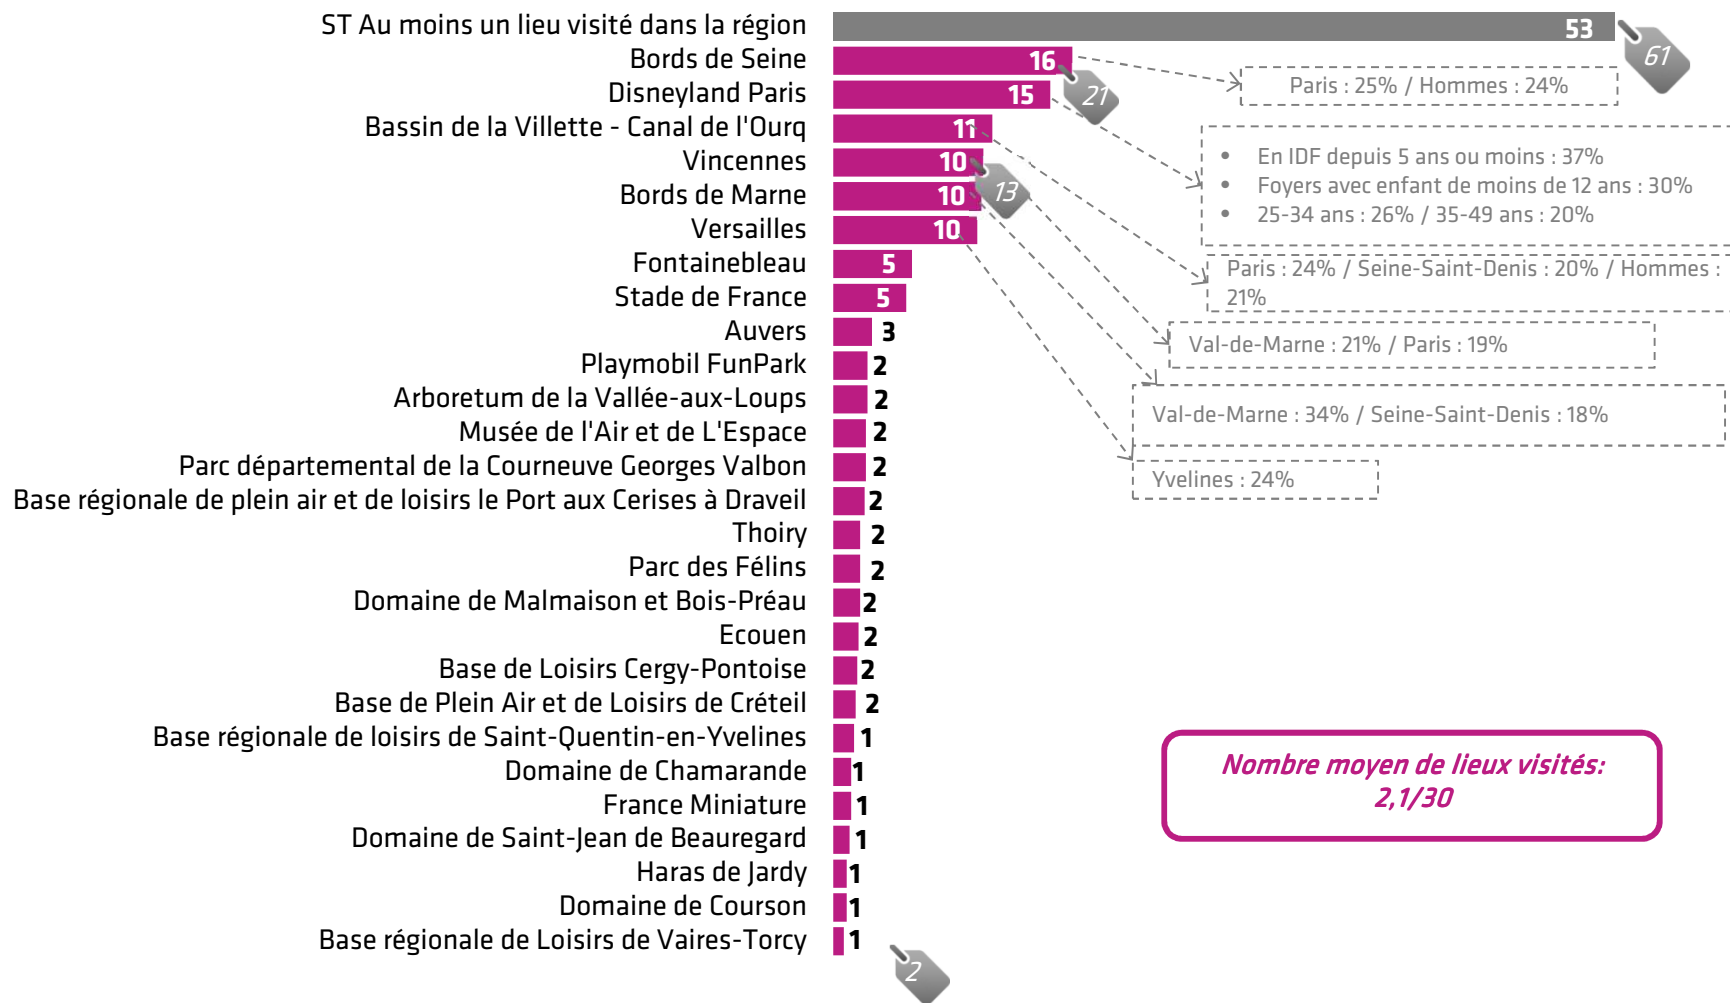 ST Au moins un lieu visité dans la région 53 61
Bords de Seine 16 21
Disneyland Paris 15
Bassin de la Villette - Canal de l'Ourq 11
Vincennes 10 13
Bords de Marne 10
Versailles 10
Fontainebleau 5
Stade de France 5
Auvers 3
Playmobil FunPark 2
Arboretum de la Vallée-aux-Loups 2
Musée de l'Air et de L'Espace 2
Parc départemental de la Courneuve Georges Valbon 2
Base régionale de plein air et de loisirs le Port aux Cerises à Draveil 2
Thoiry 2
Parc des Félins 2
Domaine de Malmaison et Bois-Préau 2
Ecouen 2
Base de Loisirs Cergy-Pontoise 2
Base de Plein Air et de Loisirs de Créteil 2
Base régionale de loisirs de Saint-Quentin-en-Yvelines 1
Domaine de Chamarande 1
France Miniature 1
Domaine de Saint-Jean de Beauregard 1
Haras de Jardy 1
Domaine de Courson 1
Base régionale de Loisirs de Vaires-Torcy 1 2
Paris : 25% / Hommes : 24%
• En IDF depuis 5 ans ou moins : 37%
• Foyers avec enfant de moins de 12 ans : 30%
• 25-34 ans : 26% / 35-49 ans : 20%
Paris : 24% / Seine-Saint-Denis : 20% / Hommes :
21%
Val-de-Marne : 21% / Paris : 19%
Val-de-Marne : 34% / Seine-Saint-Denis : 18%
Yvelines : 24%
Nombre moyen de lieux visités:
2,1/30